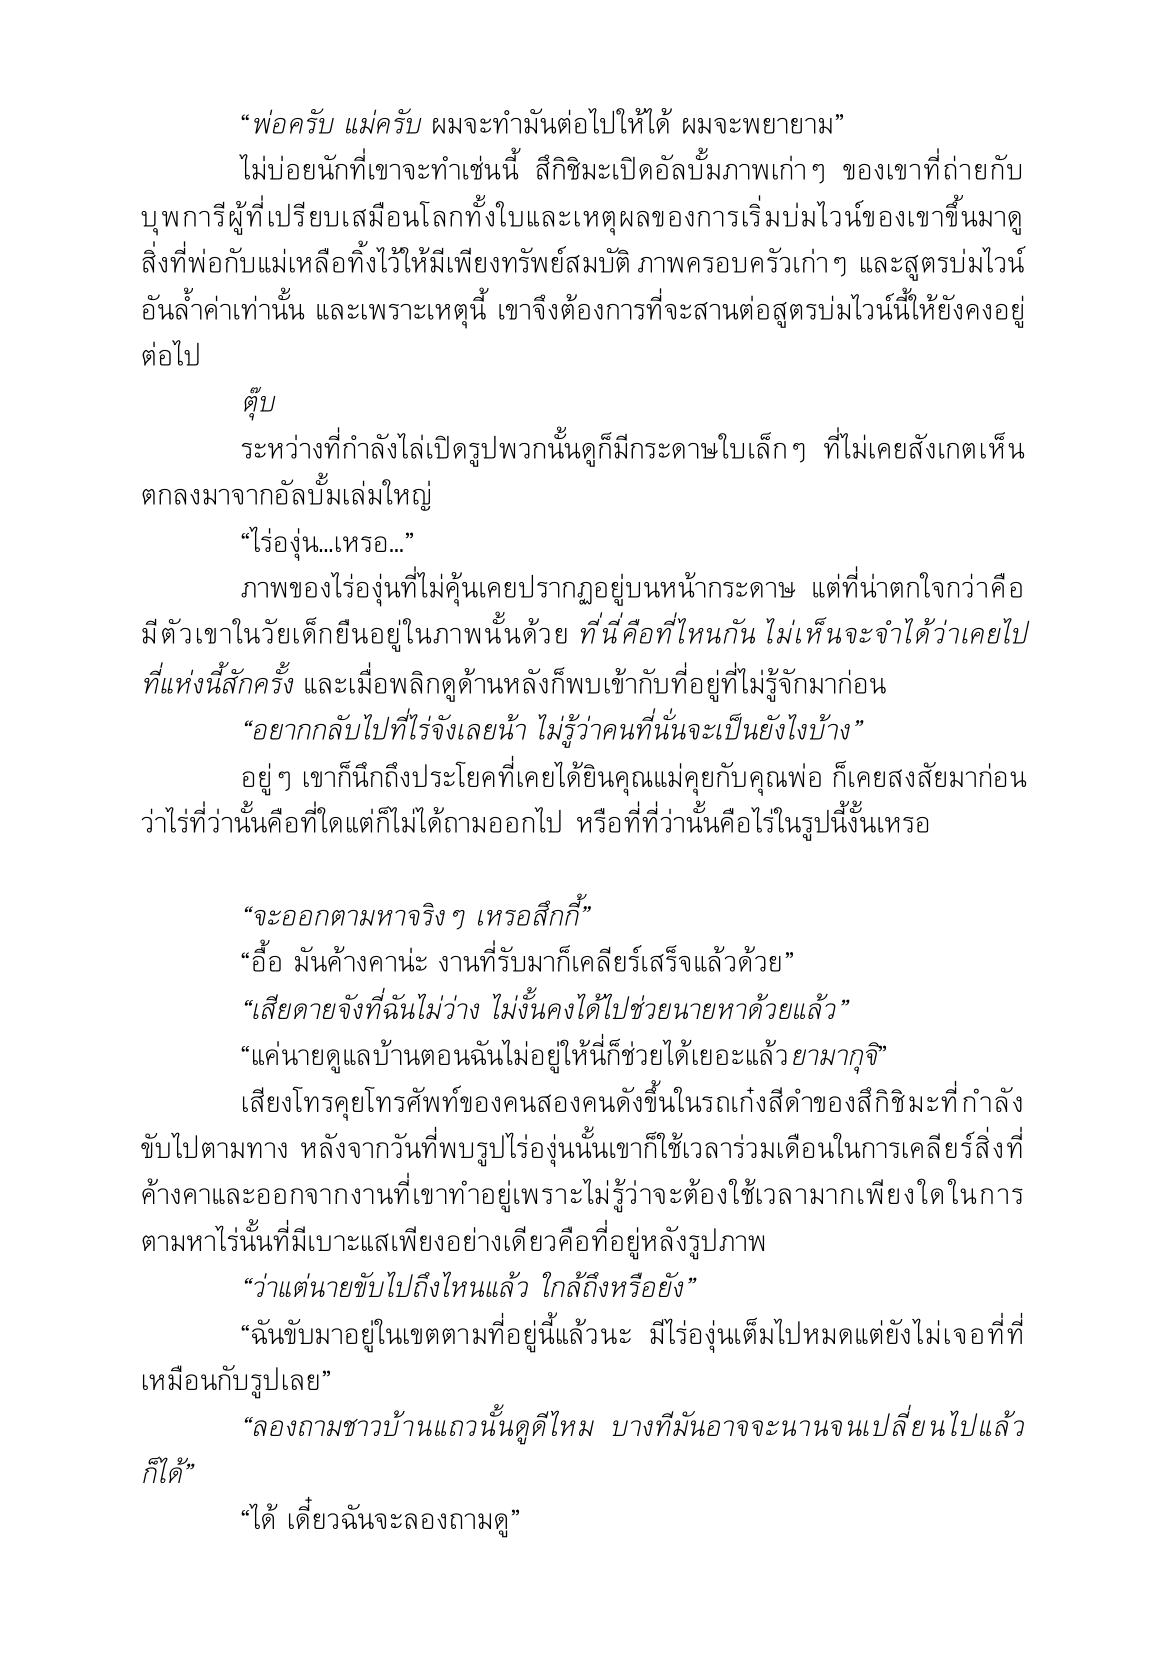 “พ่อครับ แม่ครับ ผมจะทำมันต่อไปให้ได้ ผมจะพยายาม”
ไม่บ่อยนักที่เขาจะทำเช่นนี้ สึกิชิมะเปิดอัลบั้มภาพเก่าๆ ของเขาที่ถ่ายกับ
บุพการีผู้ที่เปรียบเสมือนโลกทั้งใบและเหตุผลของการเริ่มบ่มไวน์ของเขาขึ้นมาดู
สิ่งที่พ่อกับแม่เหลือทิ้งไว้ให้มีเพียงทรัพย์สมบัติ ภาพครอบครัวเก่าๆ และสูตรบ่มไวน์
อันล้ำค่าเท่านั้น และเพราะเหตุนี้ เขาจึงต้องการที่จะสานต่อสูตรบ่มไวน์นี้ให้ยังคงอยู่
ต่อไป
ตุ๊บ
ระหว่างที่กำลังไล่เปิดรูปพวกนั้นดูก็มีกระดาษใบเล็กๆ ที่ไม่เคยสังเกตเห็น
ตกลงมาจากอัลบั้มเล่มใหญ่
“ไร่องุ่น...เหรอ...”
ภาพของไร่องุ่นที่ไม่คุ้นเคยปรากฏอยู่บนหน้ากระดาษ แต่ที่น่าตกใจกว่าคือ
มีตัวเขาในวัยเด็กยืนอยู่ในภาพนั้นด้วย ที่นี่คือที่ไหนกัน ไม่เห็นจะจำได้ว่าเคยไป
ที่แห่งนี้สักครั้ง และเมื่อพลิกดูด้านหลังก็พบเข้ากับที่อยู่ที่ไม่รู้จักมาก่อน
“อยากกลับไปที่ไร่จังเลยน้า ไม่รู้ว่าคนที่นั่นจะเป็นยังไงบ้าง”
อยู่ๆ เขาก็นึกถึงประโยคที่เคยได้ยินคุณแม่คุยกับคุณพ่อ ก็เคยสงสัยมาก่อน
ว่าไร่ที่ว่านั้นคือที่ใดแต่ก็ไม่ได้ถามออกไป หรือที่ที่ว่านั้นคือไร่ในรูปนี้งั้นเหรอ
“จะออกตามหาจริงๆ เหรอสึกกี้”
“อื้อ มันค้างคาน่ะ งานที่รับมาก็เคลียร์เสร็จแล้วด้วย”
“เสียดายจังที่ฉันไม่ว่าง ไม่งั้นคงได้ไปช่วยนายหาด้วยแล้ว”
“แค่นายดูแลบ้านตอนฉันไม่อยู่ให้นี่ก็ช่วยได้เยอะแล้วยามากุจิ”
เสียงโทรคุยโทรศัพท์ของคนสองคนดังขึ้นในรถเก๋งสีดำของสึกิชิมะที่กำลัง
ขับไปตามทาง หลังจากวันที่พบรูปไร่องุ่นนั้นเขาก็ใช้เวลาร่วมเดือนในการเคลียร์สิ่งที่
ค้างคาและออกจากงานที่เขาทำอยู่เพราะไม่รู้ว่าจะต้องใช้เวลามากเพียงใดในการ
ตามหาไร่นั้นที่มีเบาะแสเพียงอย่างเดียวคือที่อยู่หลังรูปภาพ
“ว่าแต่นายขับไปถึงไหนแล้ว ใกล้ถึงหรือยัง”
“ฉันขับมาอยู่ในเขตตามที่อยู่นี้แล้วนะ มีไร่องุ่นเต็มไปหมดแต่ยังไม่เจอที่ที่
เหมือนกับรูปเลย”
“ลองถามชาวบ้านแถวนั้นดูดีไหม บางทีมันอาจจะนานจนเปลี่ยนไปแล้ว
ก็ได้”
“ได้ เดี๋ยวฉันจะลองถามดู”